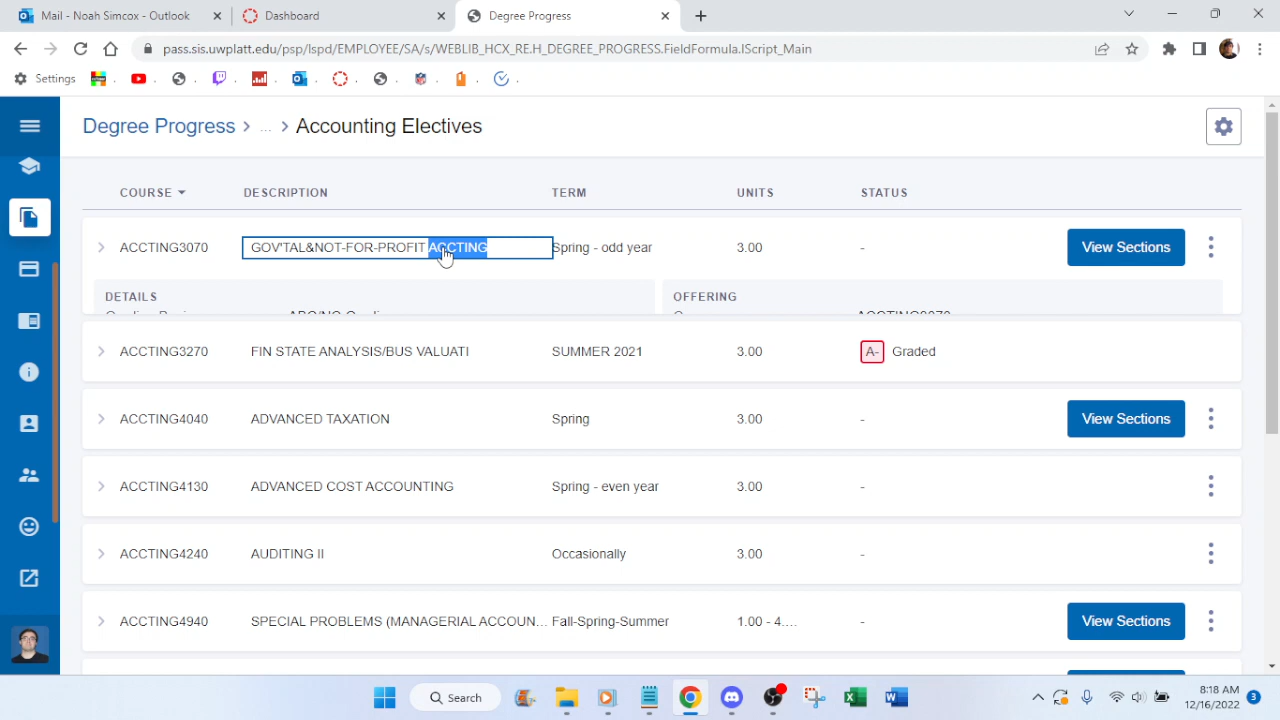 Mail - Noah Simcox - Outlook
Dashboard
Degree Progress
pass.sis.uwplatt.edu/psp/lspd/EMPLOYEE/SA/s/WEBLIB_HCX_RE.H_DEGREE_PROGRESS.FieldFormula.IScript_Main
Settings
Degree Progress > ... > Accounting Electives
COURSE DESCRIPTION TERM UNITS STATUS
ACCTING3070 GOV'TAL&NOT-FOR-PROFIT ACCTING Spring - odd year 3.00 - View Sections
DETAILS OFFERING
ACCTING3270 FIN STATE ANALYSIS/BUS VALUATI SUMMER 2021 3.00 A- Graded
ACCTING4040 ADVANCED TAXATION Spring 3.00 - View Sections
ACCTING4130 ADVANCED COST ACCOUNTING Spring - even year 3.00 -
ACCTING4240 AUDITING II Occasionally 3.00 -
ACCTING4940 SPECIAL PROBLEMS (MANAGERIAL ACCOUN... Fall-Spring-Summer 1.00 - 4.... - View Sections
Search
8:18 AM
12/16/2022
3